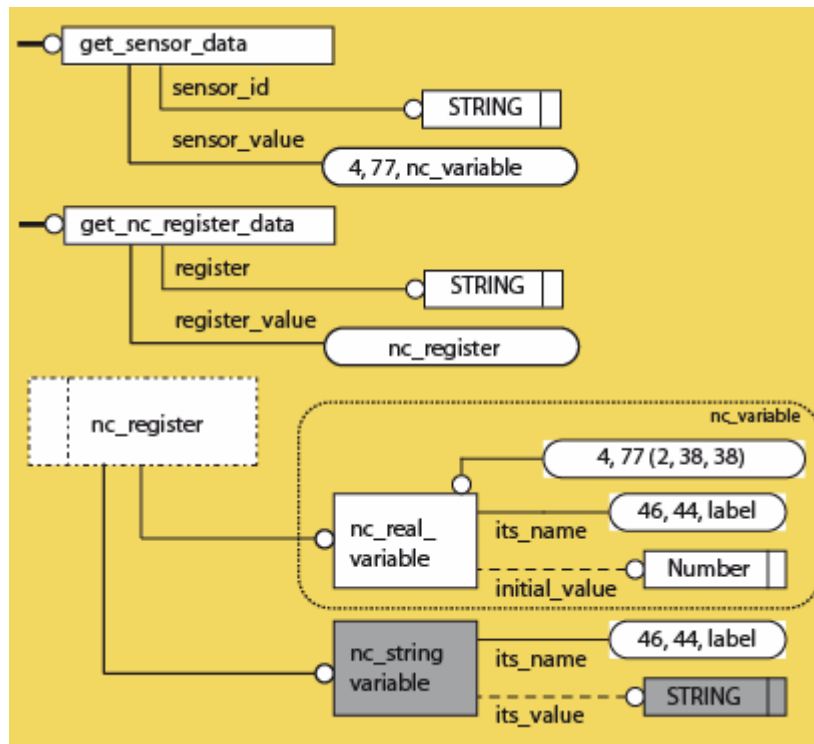 get_sensor_data
sensor_id
STRING
sensor_value
4, 77, nc_variable
get_nc_register_data
register
STRING
register_value
nc_register
nc_register
nc_variable
4, 77 (2, 38, 38)
nc_real_
variable
its_name
46, 44, label
initial_value
Number
nc_string
variable
its_name
46, 44, label
its_value
STRING